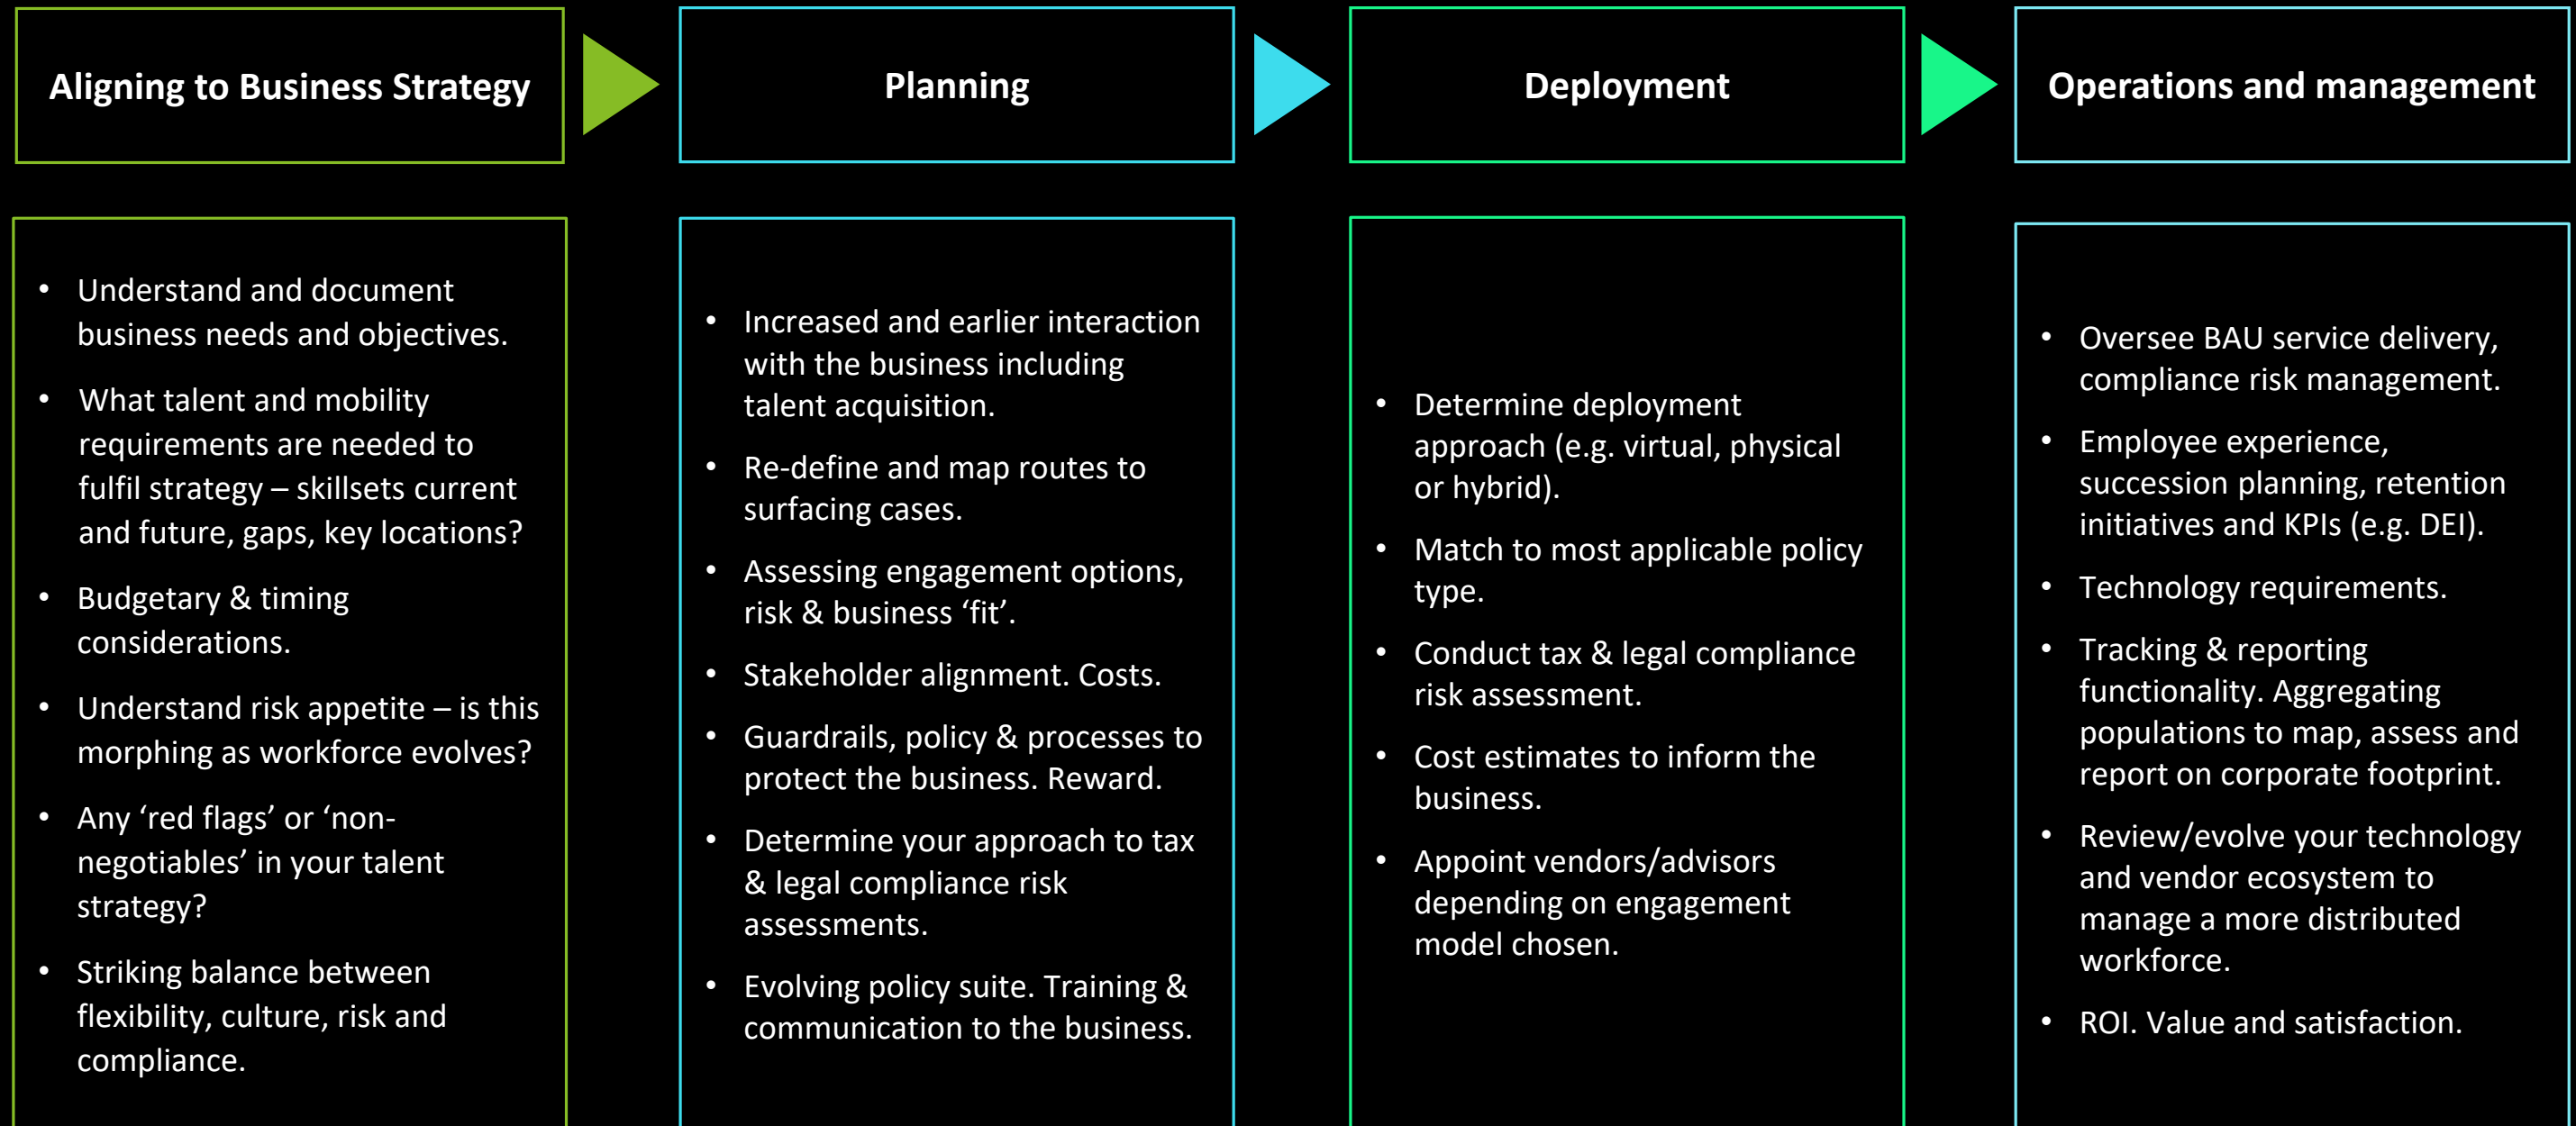 Aligning to Business Strategy
Planning
Deployment
Operations and management
• Understand and document
business needs and objectives.
• What talent and mobility
requirements are needed to
fulfil strategy – skillsets current
and future, gaps, key locations?
• Budgetary & timing
considerations.
• Understand risk appetite – is this
morphing as workforce evolves?
• Any ‘red flags’ or ‘non-
negotiables’ in your talent
strategy?
• Striking balance between
flexibility, culture, risk and
compliance.
• Increased and earlier interaction
with the business including
talent acquisition.
• Re-define and map routes to
surfacing cases.
• Assessing engagement options,
risk & business ‘fit’.
• Stakeholder alignment. Costs.
• Guardrails, policy & processes to
protect the business. Reward.
• Determine your approach to tax
& legal compliance risk
assessments.
• Evolving policy suite. Training &
communication to the business.
• Determine deployment
approach (e.g. virtual, physical
or hybrid).
• Match to most applicable policy
type.
• Conduct tax & legal compliance
risk assessment.
• Cost estimates to inform the
business.
• Appoint vendors/advisors
depending on engagement
model chosen.
• Oversee BAU service delivery,
compliance risk management.
• Employee experience,
succession planning, retention
initiatives and KPIs (e.g. DEI).
• Technology requirements.
• Tracking & reporting
functionality. Aggregating
populations to map, assess and
report on corporate footprint.
• Review/evolve your technology
and vendor ecosystem to
manage a more distributed
workforce.
• ROI. Value and satisfaction.